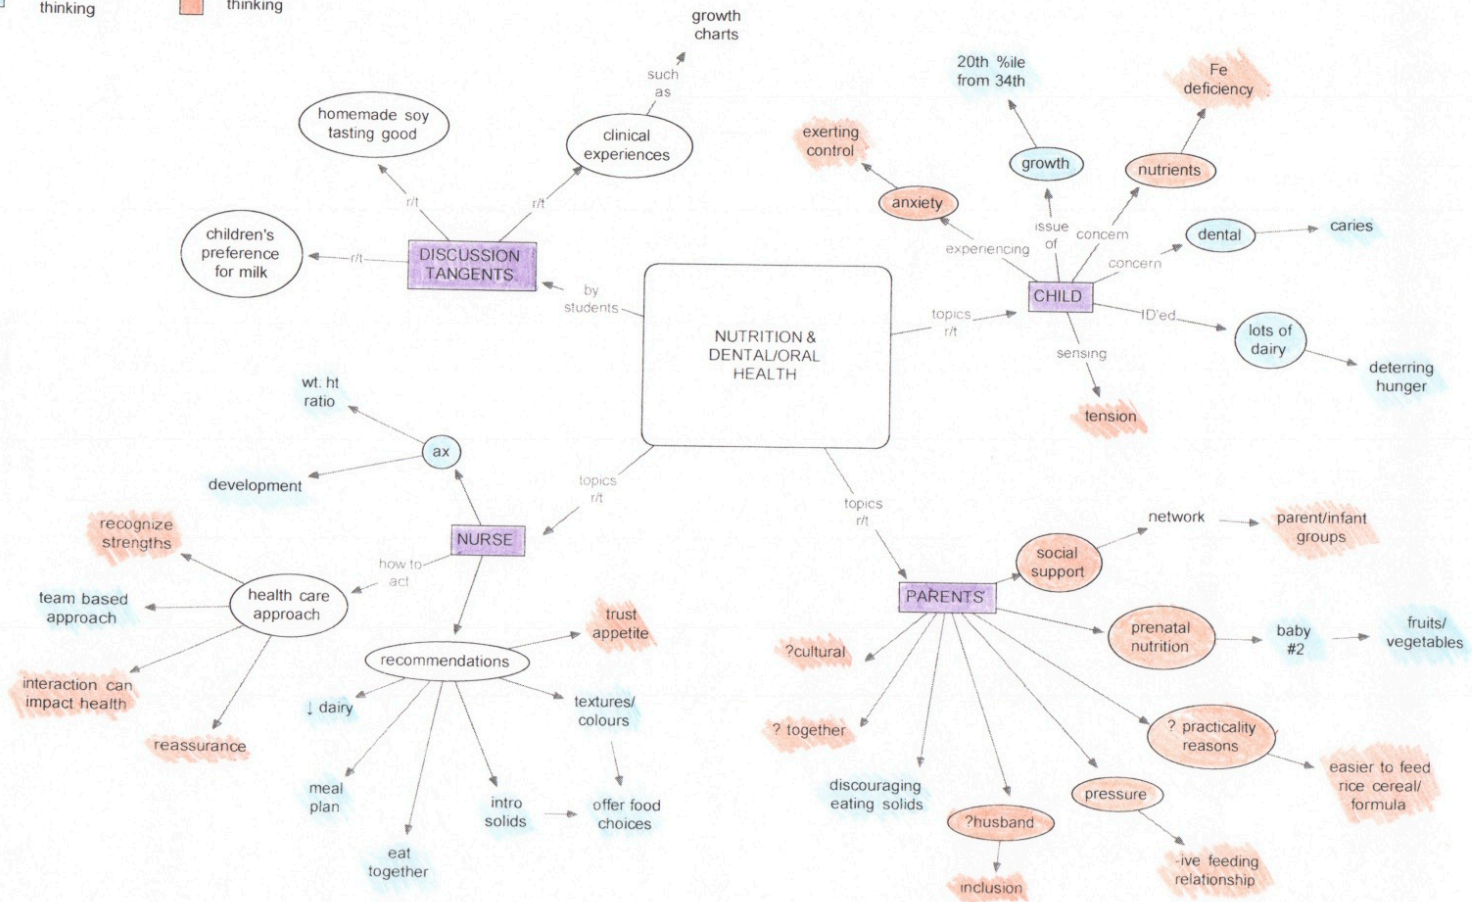 thinking
thinking
growth
charts
such
as
homemade soy
tasting good
clinical
experiences
r/t
r/t
children's
preference
for milk
r/t
DISCUSSION
TANGENTS
by
students
NUTRITION &
DENTAL/ORAL
HEALTH
topics
r/t
CHILD
20th %ile
from 34th
growth
issue
of
Fe
deficiency
nutrients
concern
exerting
control
anxiety
experiencing
dental
concern
caries
ID'ed
lots of
dairy
deterring
hunger
sensing
tension
wt. ht
ratio
ax
development
topics
r/t
NURSE
recognize
strengths
how to
act
health care
approach
team based
approach
interaction can
impact health
reassurance
recommendations
trust
appetite
↓ dairy
textures/
colours
meal
plan
eat
together
intro
solids
offer food
choices
topics
r/t
PARENTS
social
support
network
parent/infant
groups
prenatal
nutrition
baby
#2
fruits/
vegetables
?cultural
? together
discouraging
eating solids
?husband
inclusion
pressure
-ive feeding
relationship
? practicality
reasons
easier to feed
rice cereal/
formula